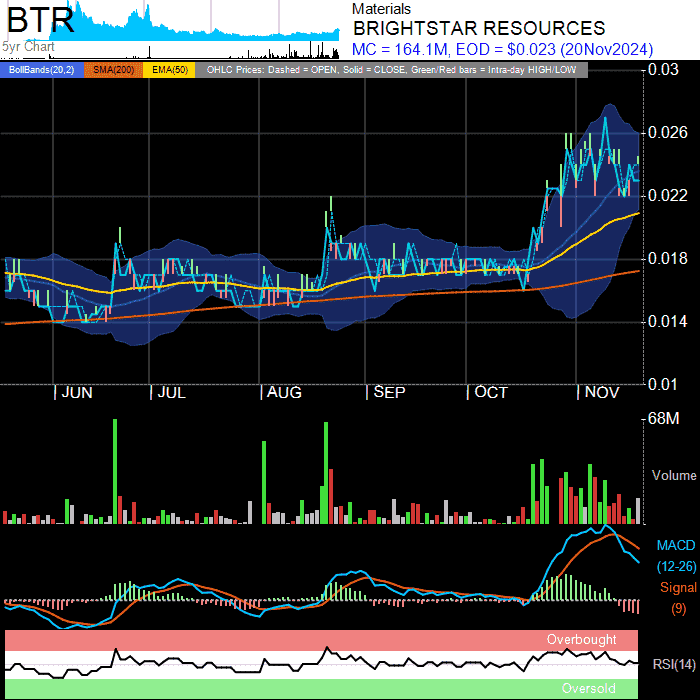 BTR
5yr Chart
Materials
BRIGHTSTAR RESOURCES
MC = 164.1M, EOD = $0.023 (20Nov2024)
BollBands(20,2) SMA(200) EMA(50) OHLC Prices: Dashed = OPEN, Solid = CLOSE, Green/Red bars = Intra-day HIGH/LOW
0.03
0.026
0.022
0.018
0.014
0.01
JUN JUL AUG SEP OCT NOV
68M
Volume
MACD
(12-26)
Signal
(9)
Overbought
RSI(14)
Oversold